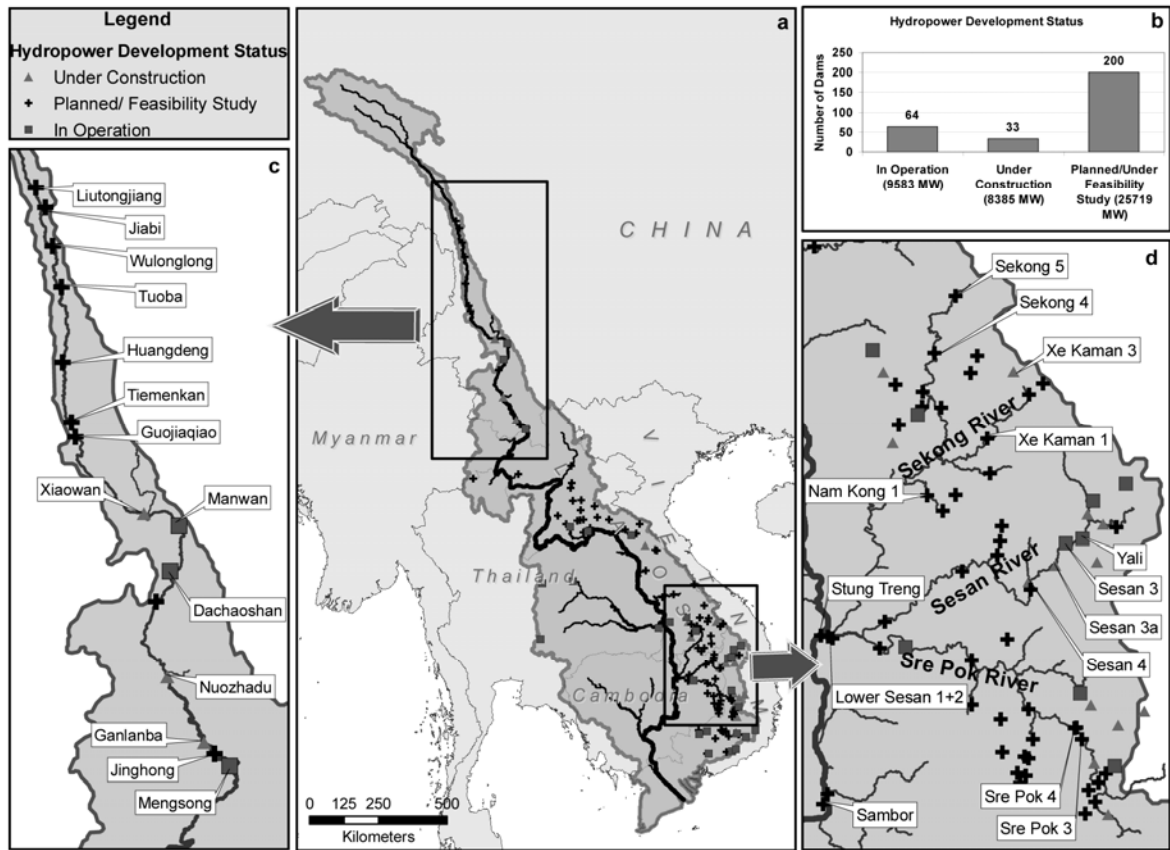 Legend
Hydropower Development Status
Under Construction
Planned/ Feasibility Study
In Operation
a
CHINA
Myanmar
Thailand
Cambodia
VIETNAM
LAOS
0 125 250 500
Kilometers
b
Hydropower Development Status
Number of Dams
250
200
150
100
50
0
64
33
200
In Operation
(9583 MW)
Under
Construction
(8385 MW)
Planned/Under
Feasibility
Study (25719
MW)
c
Liutongjiang
Jiabi
Wulonglong
Tuoba
Huangdeng
Tiemenkan
Guojiaqiao
Xiaowan
Manwan
Dachaoshan
Nuozhadu
Ganlanba
Jinghong
Mengsong
d
Sekong 5
Sekong 4
Xe Kaman 3
Sekong River
Xe Kaman 1
Nam Kong 1
Yali
Sesan River
Stung Treng
Sesan 3
Sesan 3a
Sre Pok River
Sesan 4
Lower Sesan 1+2
Sre Pok 4
Sambor
Sre Pok 3